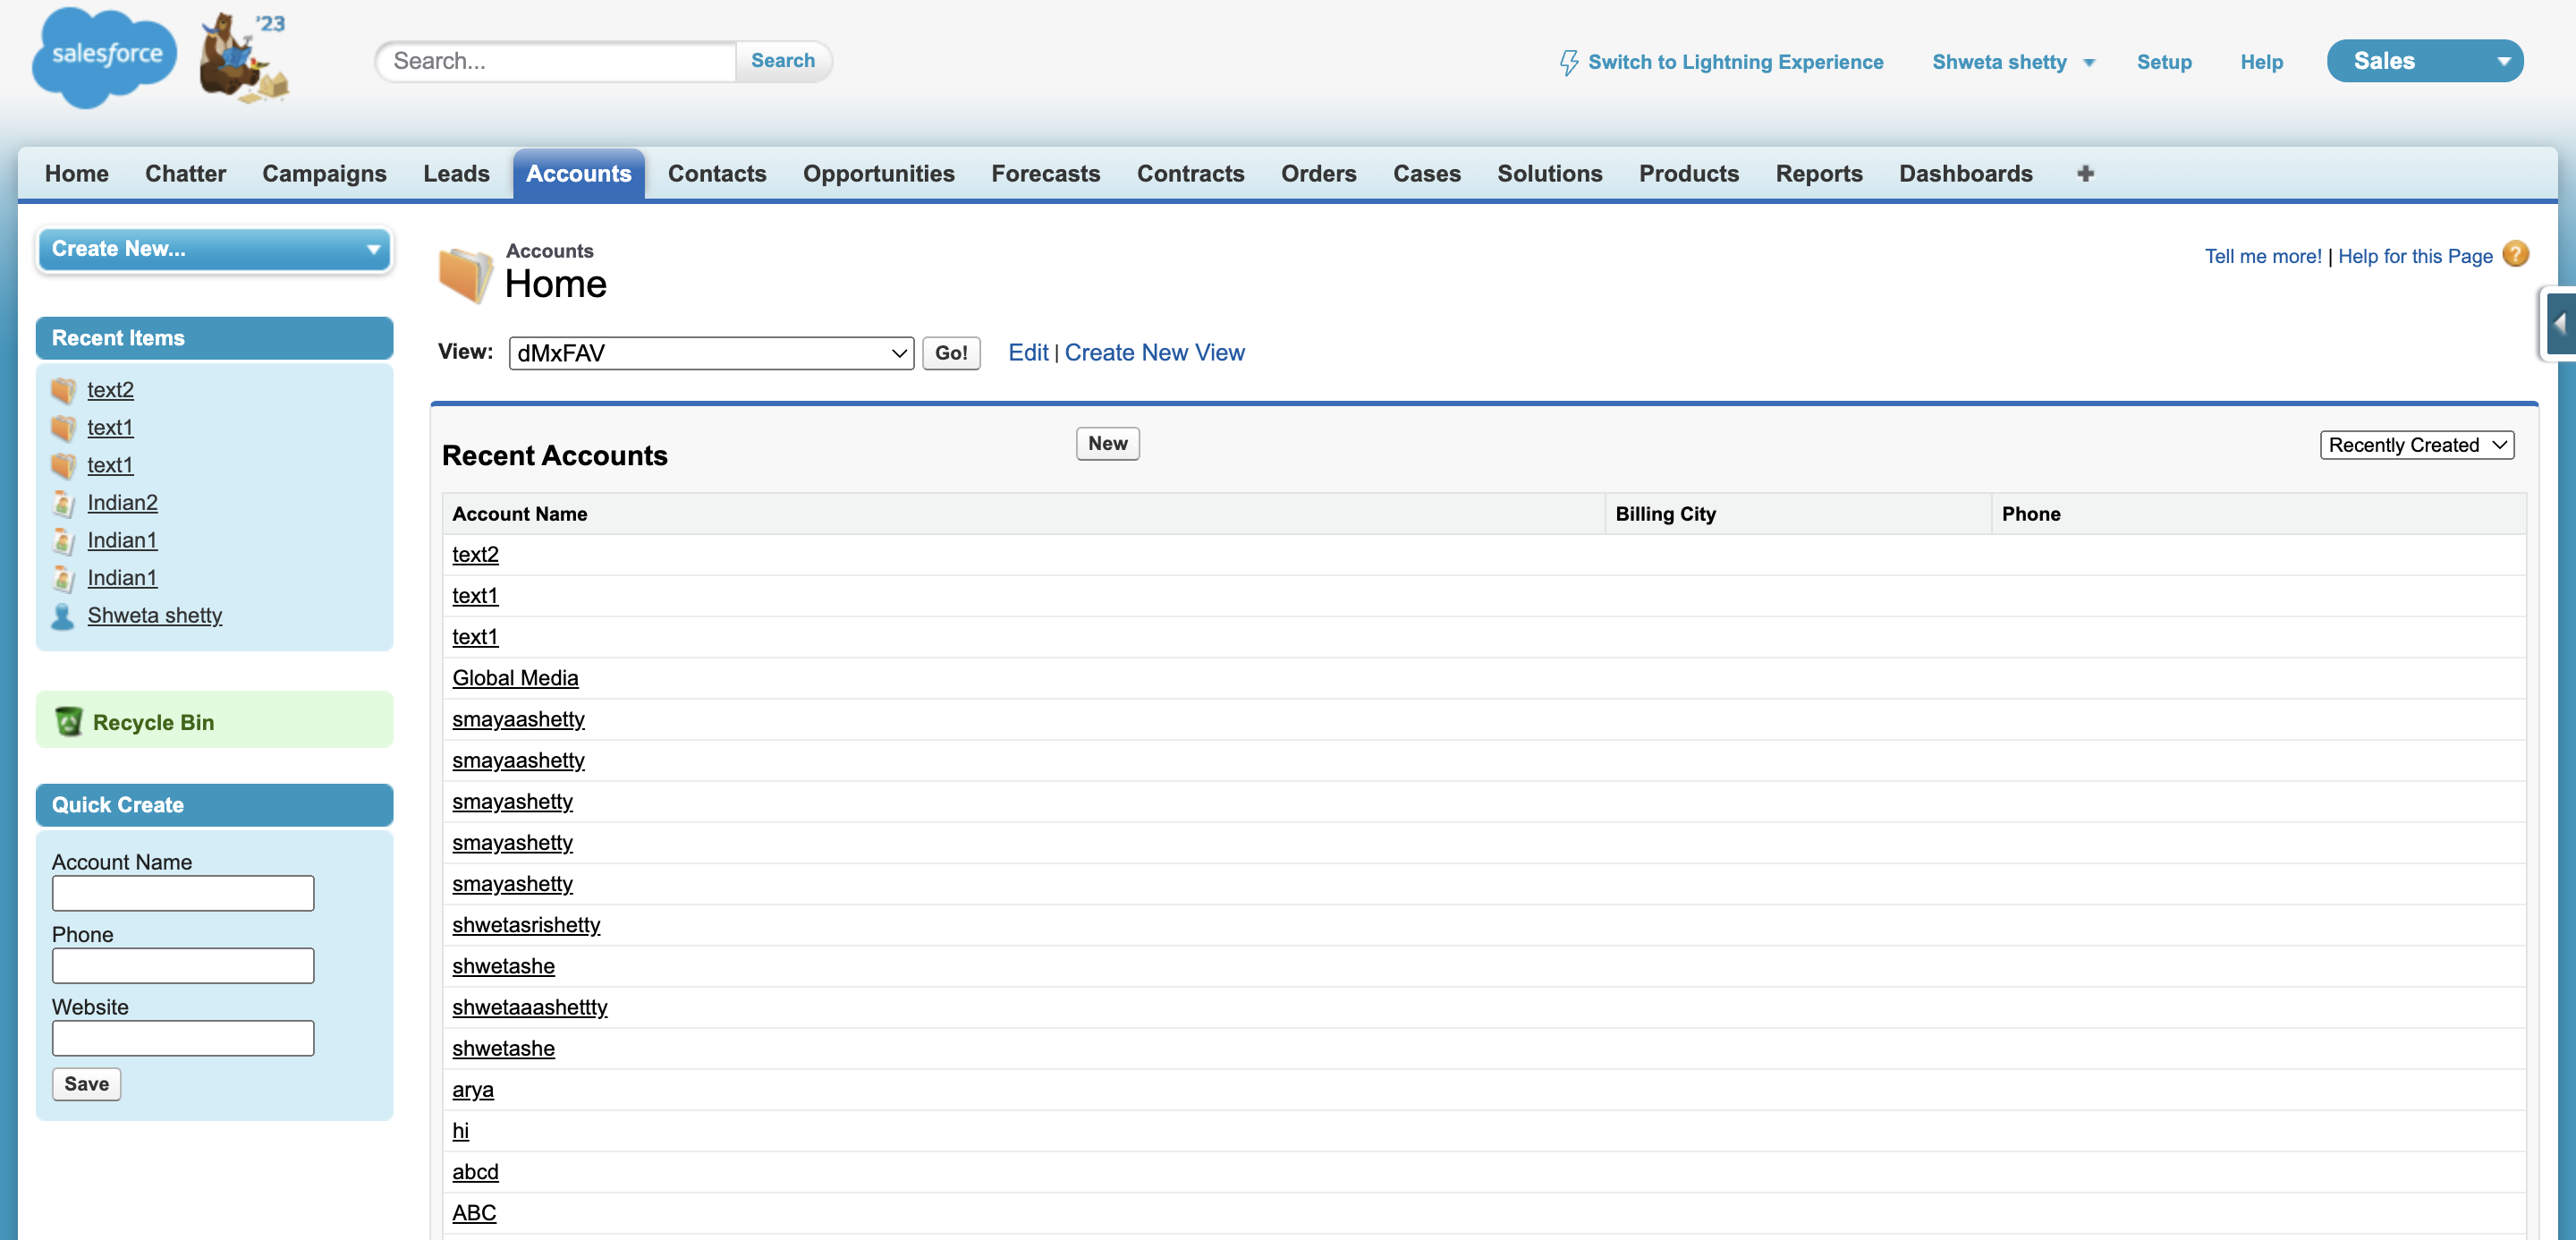 salesforce
'23
Search...
Search
Switch to Lightning Experience
Shweta shetty
Setup
Help
Sales
Home
Chatter
Campaigns
Leads
Accounts
Contacts
Opportunities
Forecasts
Contracts
Orders
Cases
Solutions
Products
Reports
Dashboards
+
Create New...
Recent Items
text2
text1
text1
Indian2
Indian1
Indian1
Shweta shetty
Recycle Bin
Quick Create
Account Name
Phone
Website
Save
Accounts
Home
Tell me more! | Help for this Page ?
View: dMxFAV Go! Edit | Create New View
Recent Accounts
New
Recently Created
Account Name Billing City Phone
text2
text1
text1
Global Media
smayaashetty
smayaashetty
smayashetty
smayashetty
smayashetty
shwetasrishetty
shwetashe
shwetaaashettty
shwetashe
arya
hi
abcd
ABC